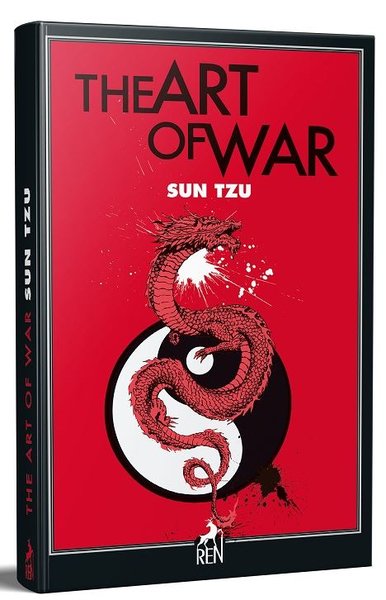 THE ART
OF WAR
SUN TZU
REN
THE ART OF WAR SUN TZU